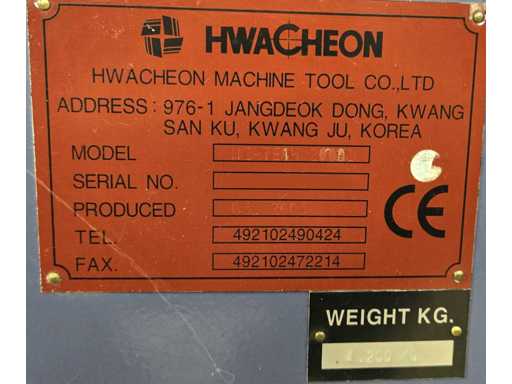 HWACHEON
HWACHEON MACHINE TOOL CO.,LTD
ADDRESS : 976-1 JANGDEOK DONG, KWANG
SAN KU, KWANG JU, KOREA
MODEL
SERIAL NO.
PRODUCED
TEL. 492102490424
FAX. 492102472214
CE
WEIGHT KG.